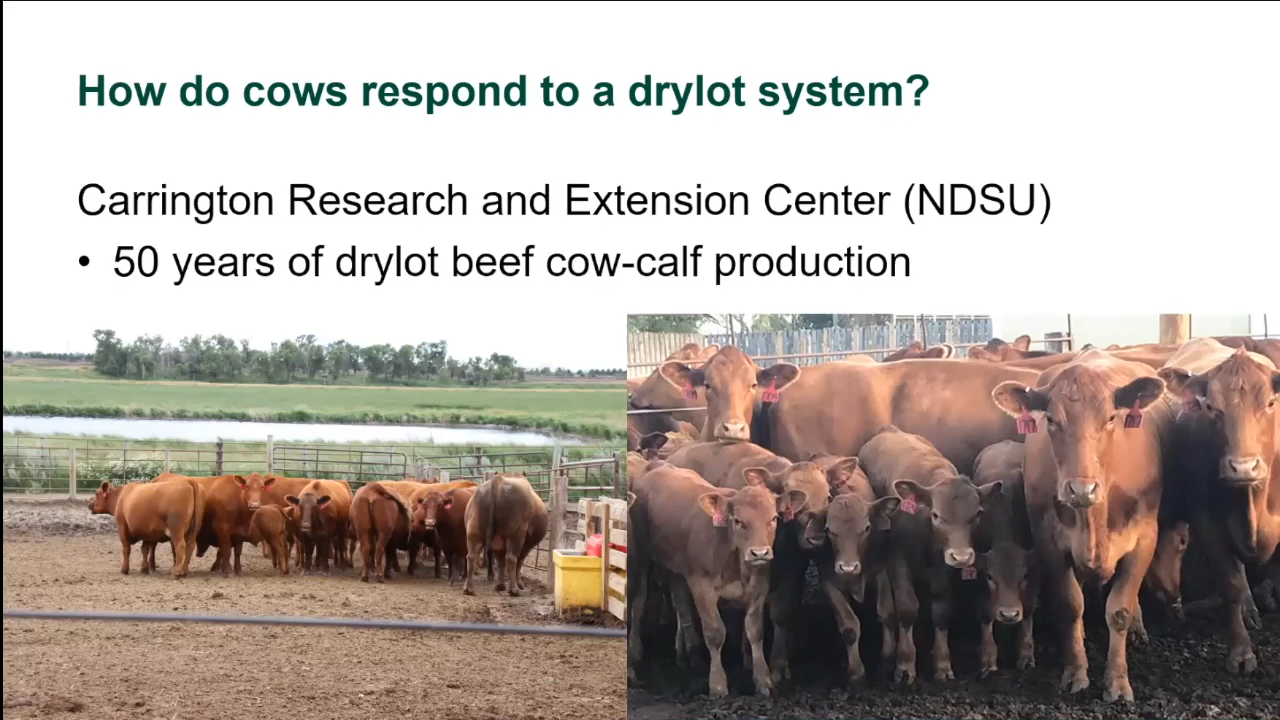 How do cows respond to a drylot system?
Carrington Research and Extension Center (NDSU)
• 50 years of drylot beef cow-calf production